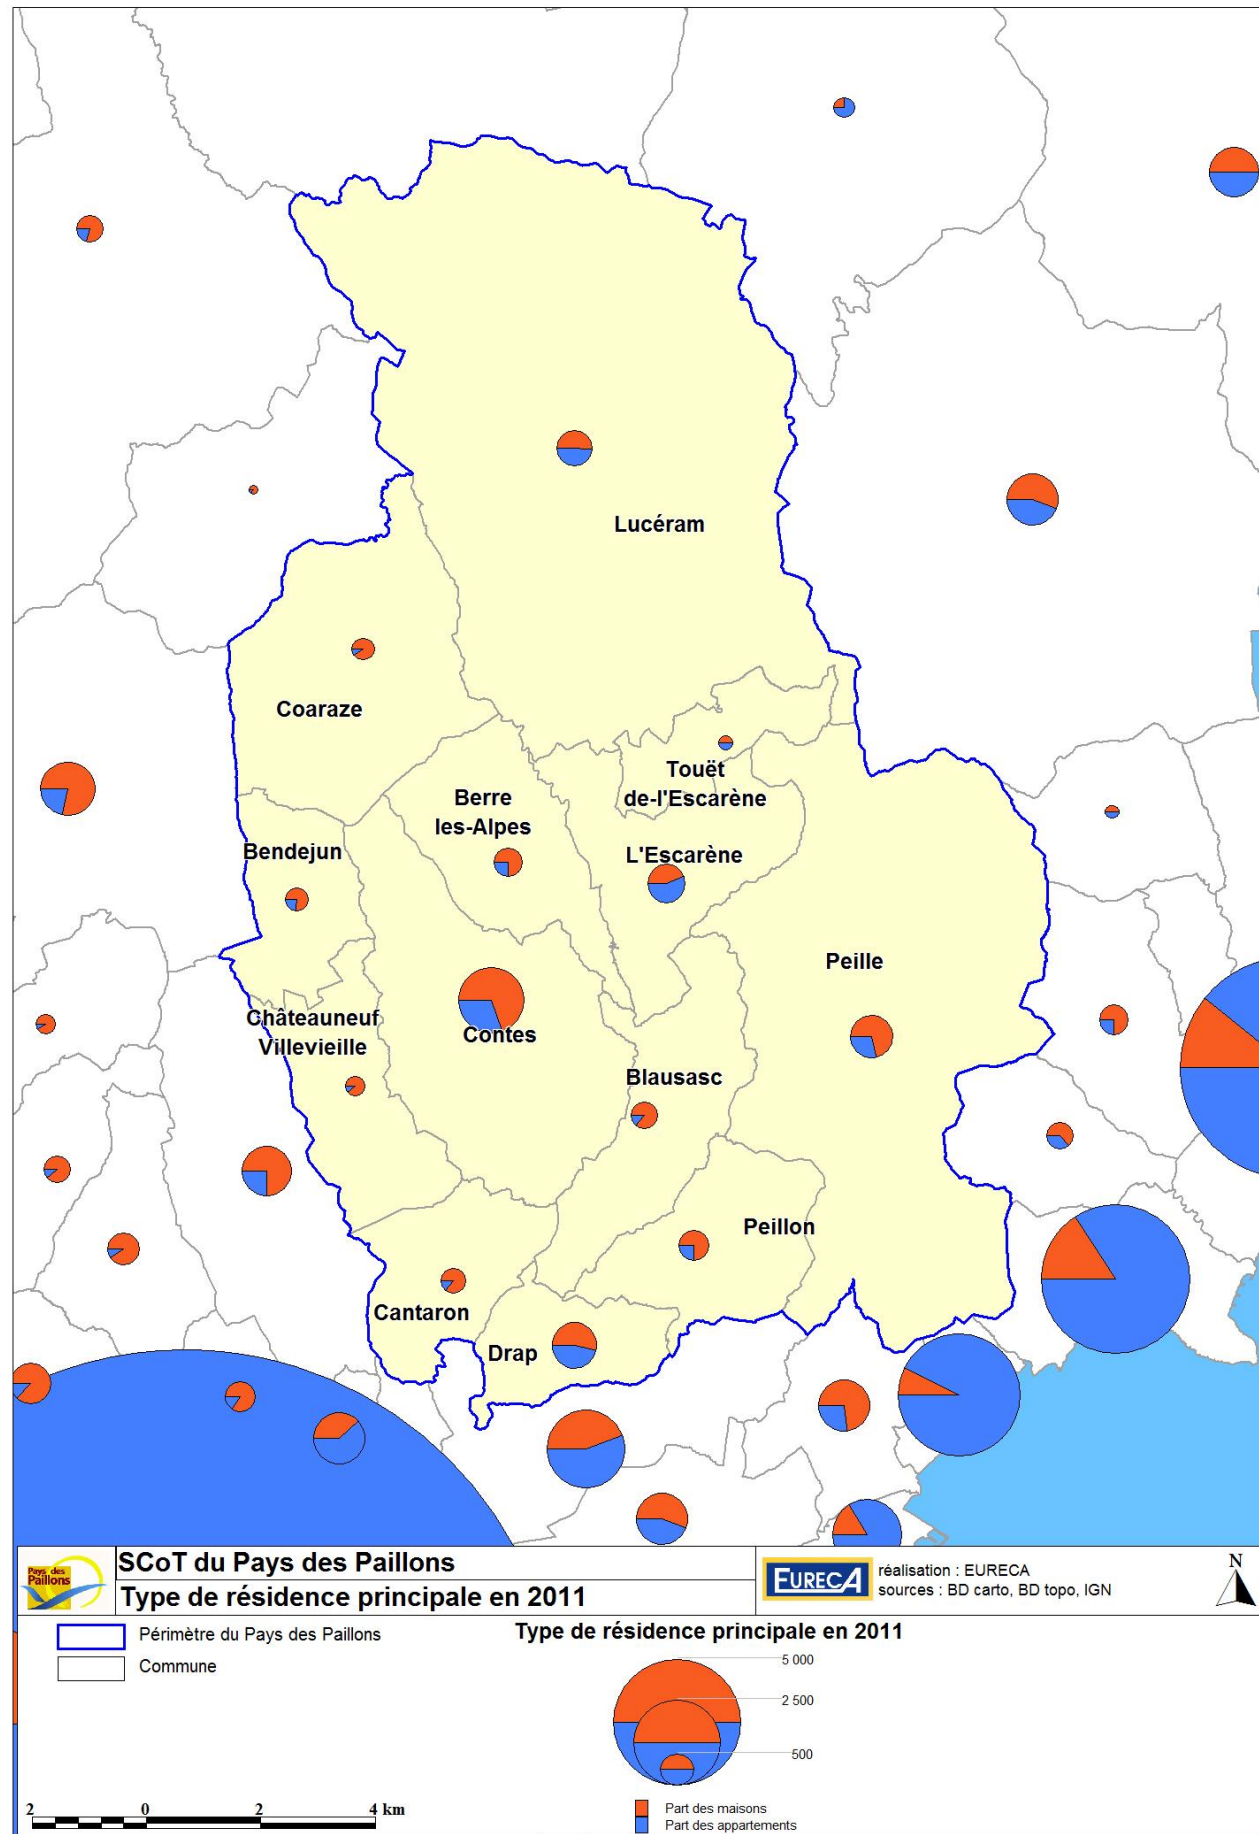 Lucéram
Coaraze
Touët
de-l'Escarène
Berre
les-Alpes
Bendejun
L'Escarène
Peille
Châteauneuf
Villevieille
Contes
Blausasc
Peillon
Cantaron
Drap
Pays des
Paillons
SCoT du Pays des Paillons
Type de résidence principale en 2011
EURECA
réalisation : EURECA
sources : BD carto, BD topo, IGN
N
Périmètre du Pays des Paillons
Commune
Type de résidence principale en 2011
5 000
2 500
500
Part des maisons
Part des appartements
2 0 2 4 km